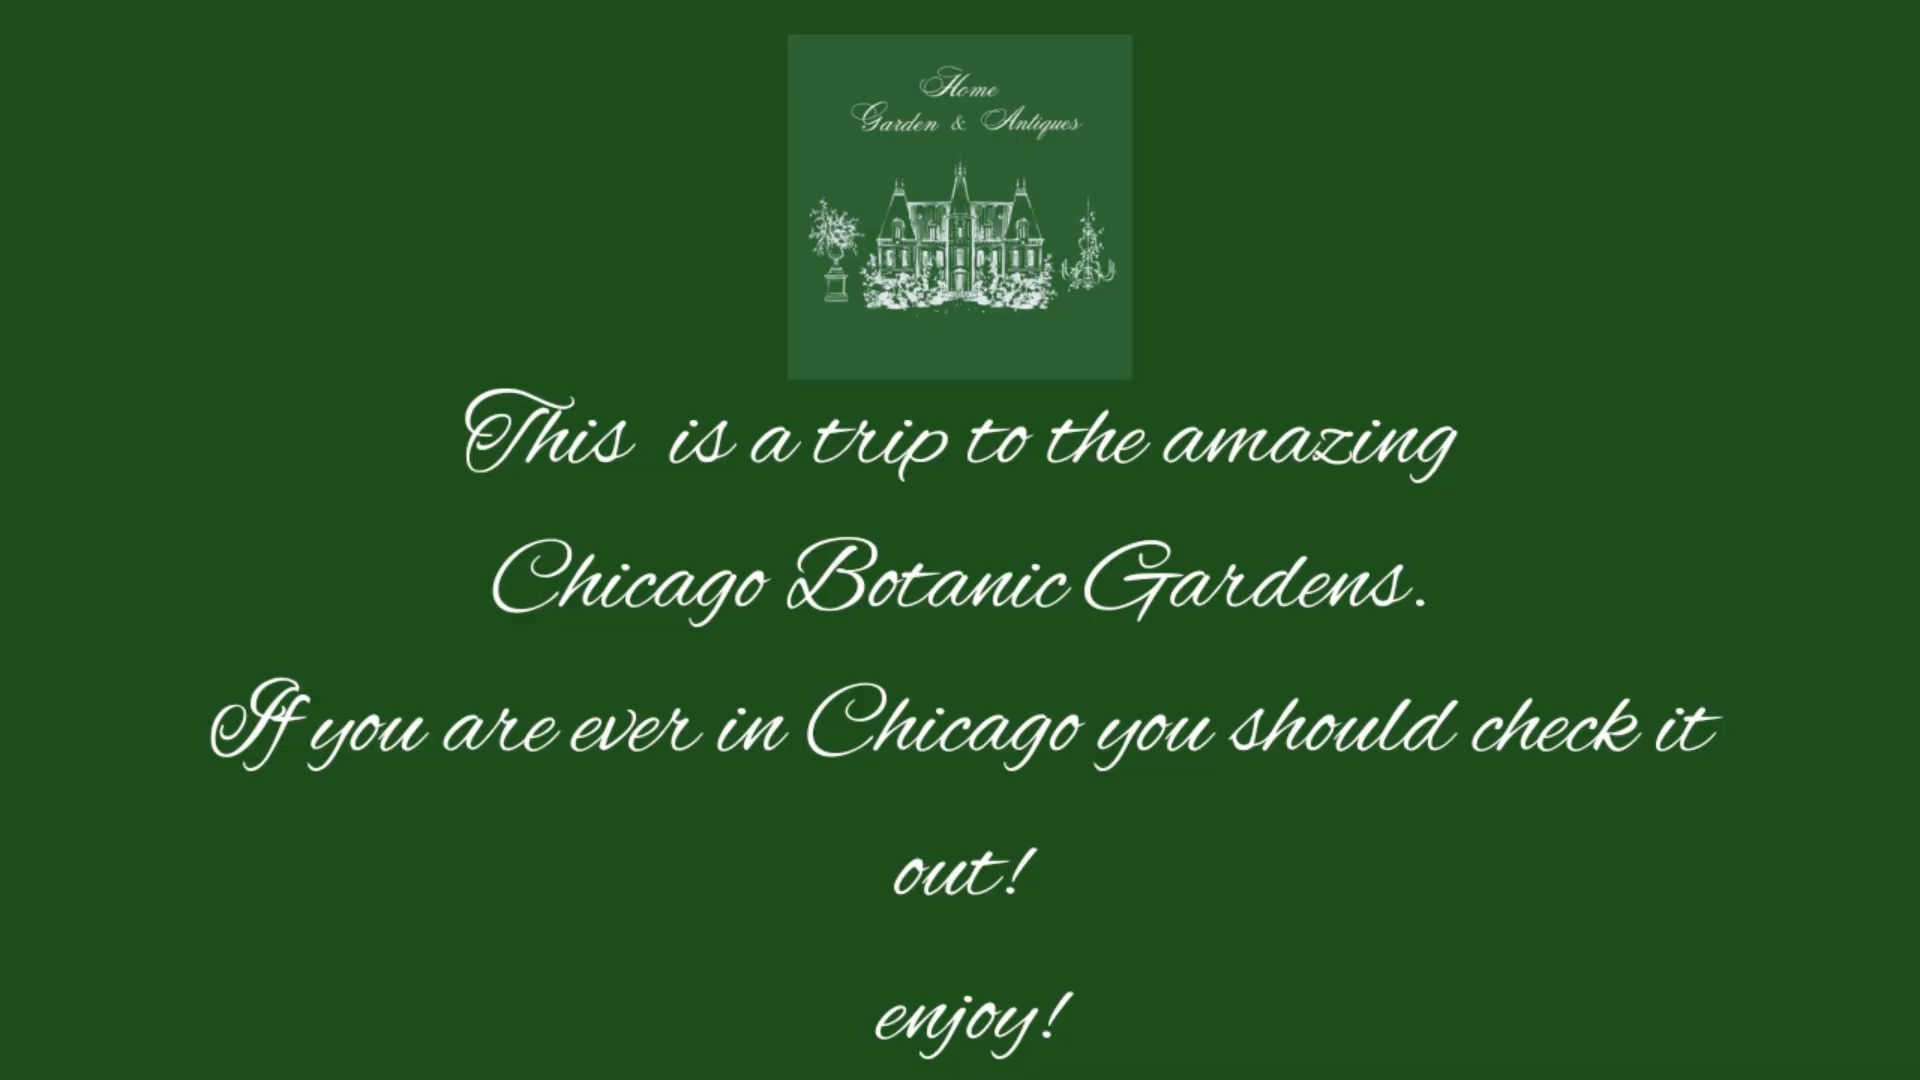 Home
Garden & Antiques
This is a trip to the amazing
Chicago Botanic Gardens.
If you are ever in Chicago you should check it
out!
enjoy!